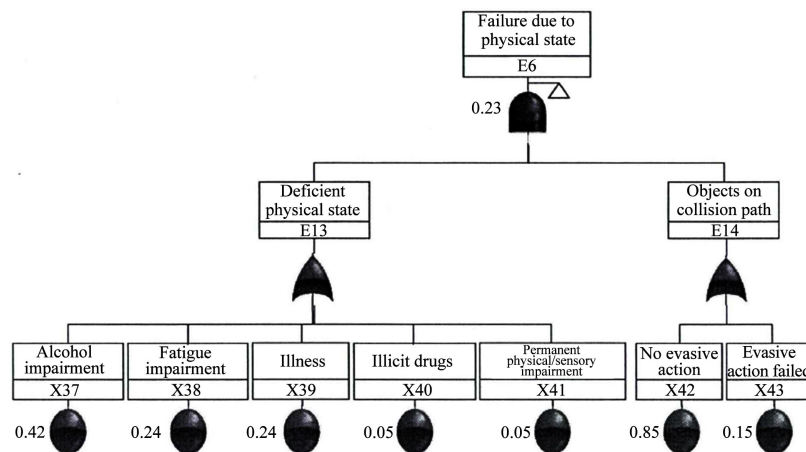 Failure due to
physical state
E6
0.23
Deficient
physical state
E13
Objects on
collision path
E14
Alcohol
impairment
X37
0.42
Fatigue
impairment
X38
0.24
Illness
X39
0.24
Illicit drugs
X40
0.05
Permanent
physical/sensory
impairment
X41
0.05
No evasive
action
X42
0.85
Evasive
action failed
X43
0.15